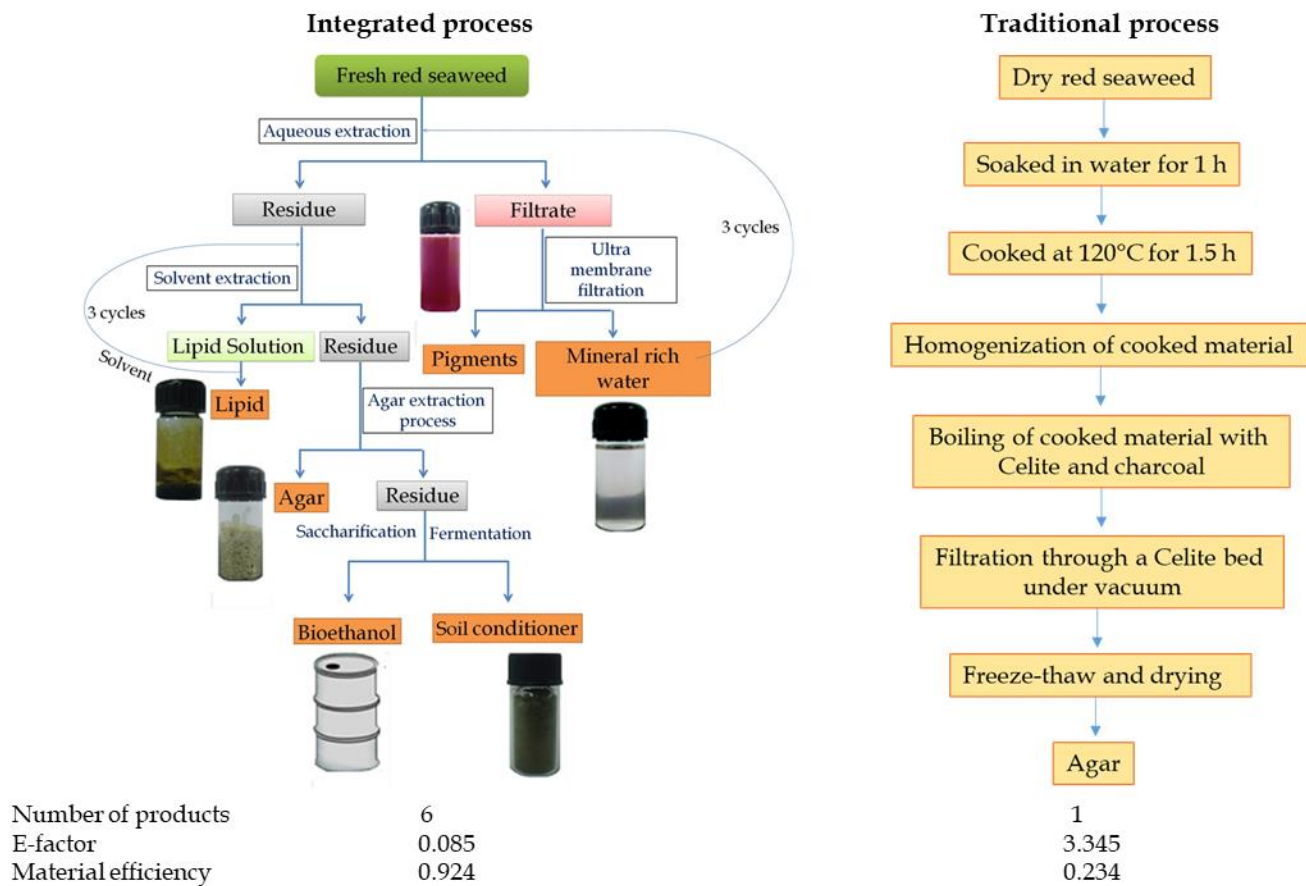 Integrated process
Fresh red seaweed
Aqueous extraction
Residue
Filtrate
3 cycles
Solvent extraction
Ultra
membrane
filtration
3 cycles
Solvent
Lipid Solution
Residue
Pigments
Mineral rich
water
Lipid
Agar extraction
process
Agar
Residue
Saccharification
Fermentation
Bioethanol
Soil conditioner
Traditional process
Dry red seaweed
Soaked in water for 1 h
Cooked at 120°C for 1.5 h
Homogenization of cooked material
Boiling of cooked material with
Celite and charcoal
Filtration through a Celite bed
under vacuum
Freeze-thaw and drying
Agar
Number of products 6 1
E-factor 0.085 3.345
Material efficiency 0.924 0.234